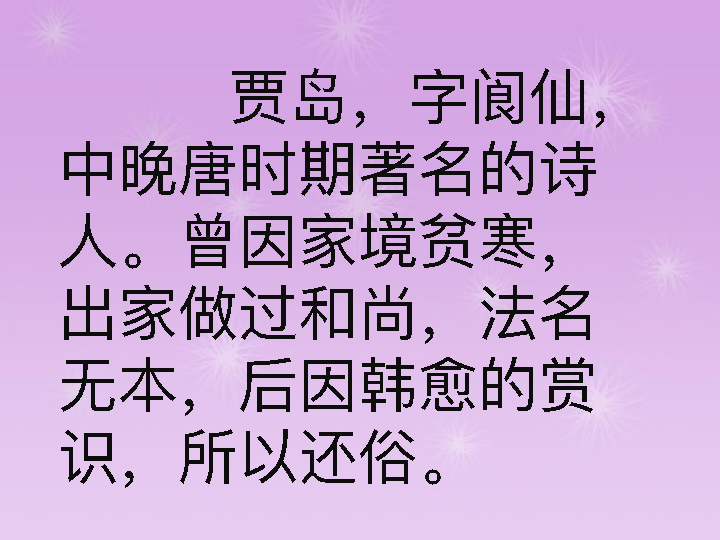 贾岛，字阆仙，
中晚唐时期著名的诗
人。曾因家境贫寒，
出家做过和尚，法名
无本，后因韩愈的赏
识，所以还俗。